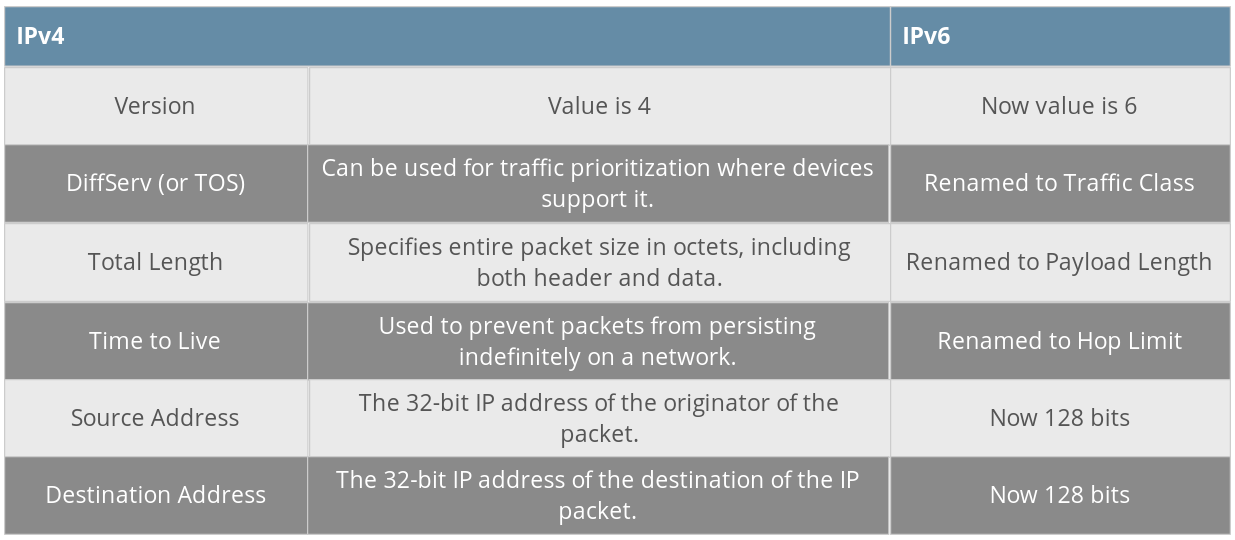 IPv4 IPv6
Version Value is 4 Now value is 6
DiffServ (or TOS) Can be used for traffic prioritization where devices support it. Renamed to Traffic Class
Total Length Specifies entire packet size in octets, including both header and data. Renamed to Payload Length
Time to Live Used to prevent packets from persisting indefinitely on a network. Renamed to Hop Limit
Source Address The 32-bit IP address of the originator of the packet. Now 128 bits
Destination Address The 32-bit IP address of the destination of the IP packet. Now 128 bits